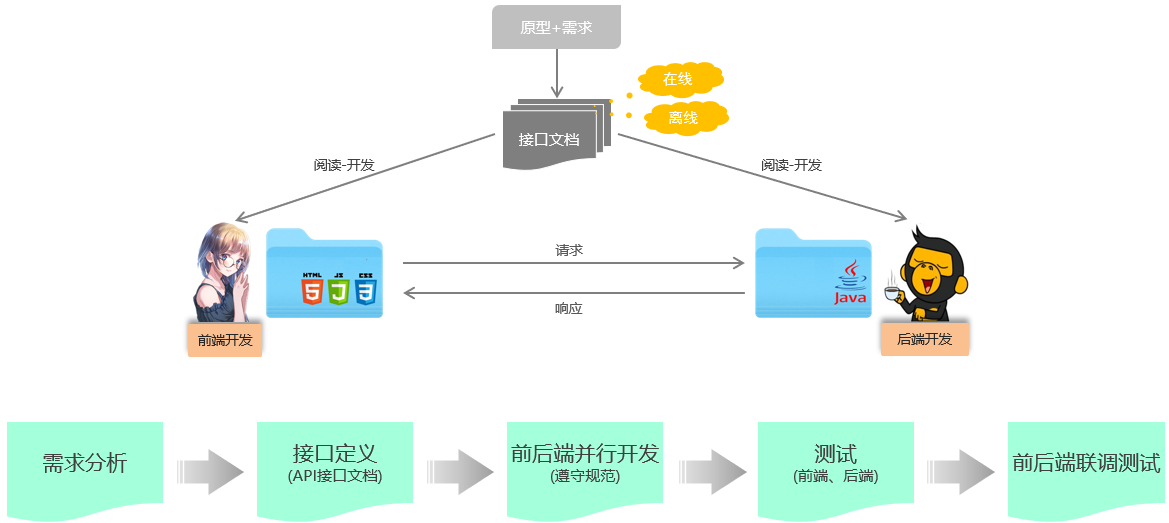 原型+需求
在线
离线
接口文档
阅读-开发
阅读-开发
请求
响应
HTML
JS
CSS
Java
前端开发
后端开发
需求分析
接口定义
(API接口文档)
前后端并行开发
(遵守规范)
测试
(前端、后端)
前后端联调测试